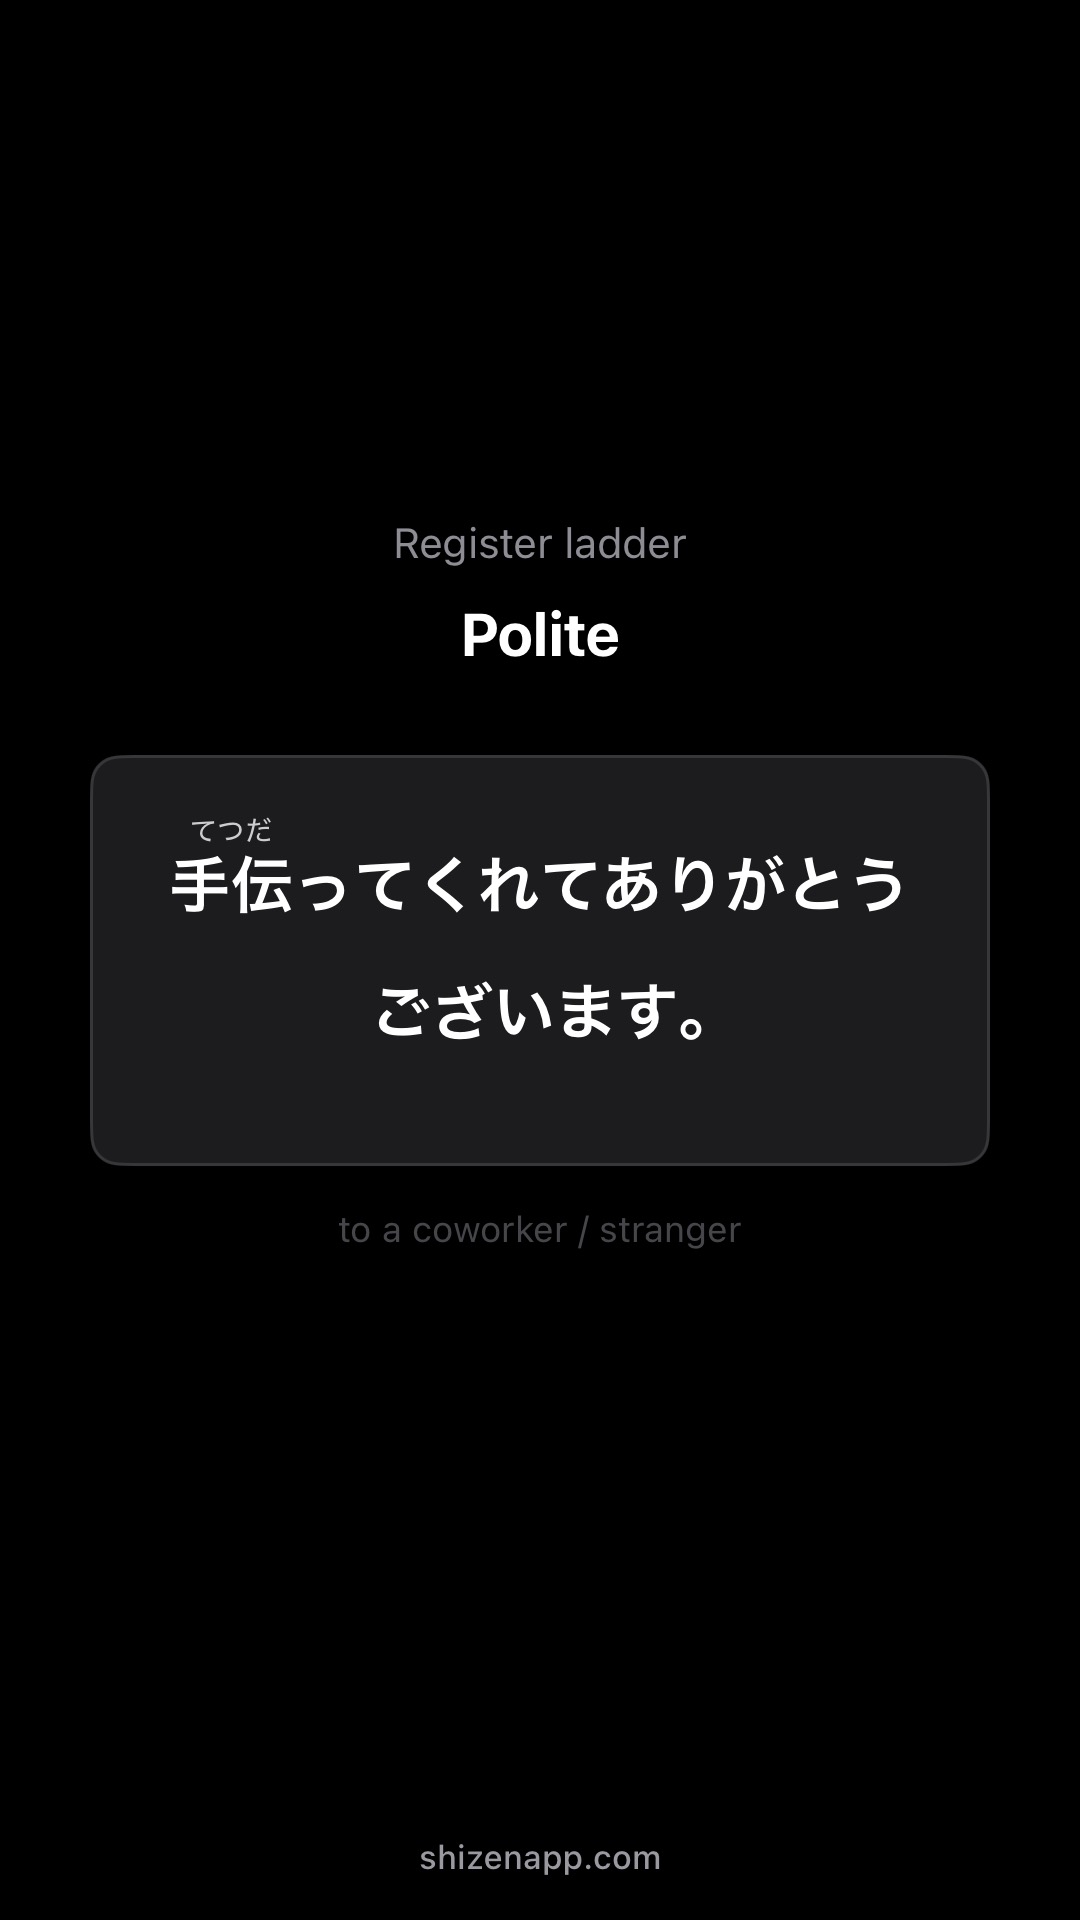 Register ladder
Polite
てつだ
手伝ってくれてありがとう
ございます。
to a coworker / stranger
shizenapp.com